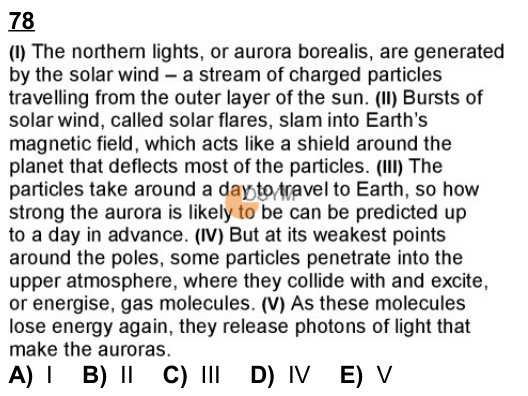 78
(I) The northern lights, or aurora borealis, are generated
by the solar wind – a stream of charged particles
travelling from the outer layer of the sun. (II) Bursts of
solar wind, called solar flares, slam into Earth's
magnetic field, which acts like a shield around the
planet that deflects most of the particles. (III) The
particles take around a day to travel to Earth, so how
strong the aurora is likely to be can be predicted up
to a day in advance. (IV) But at its weakest points
around the poles, some particles penetrate into the
upper atmosphere, where they collide with and excite,
or energise, gas molecules. (V) As these molecules
lose energy again, they release photons of light that
make the auroras.
A) I B) II C) III D) IV E) V